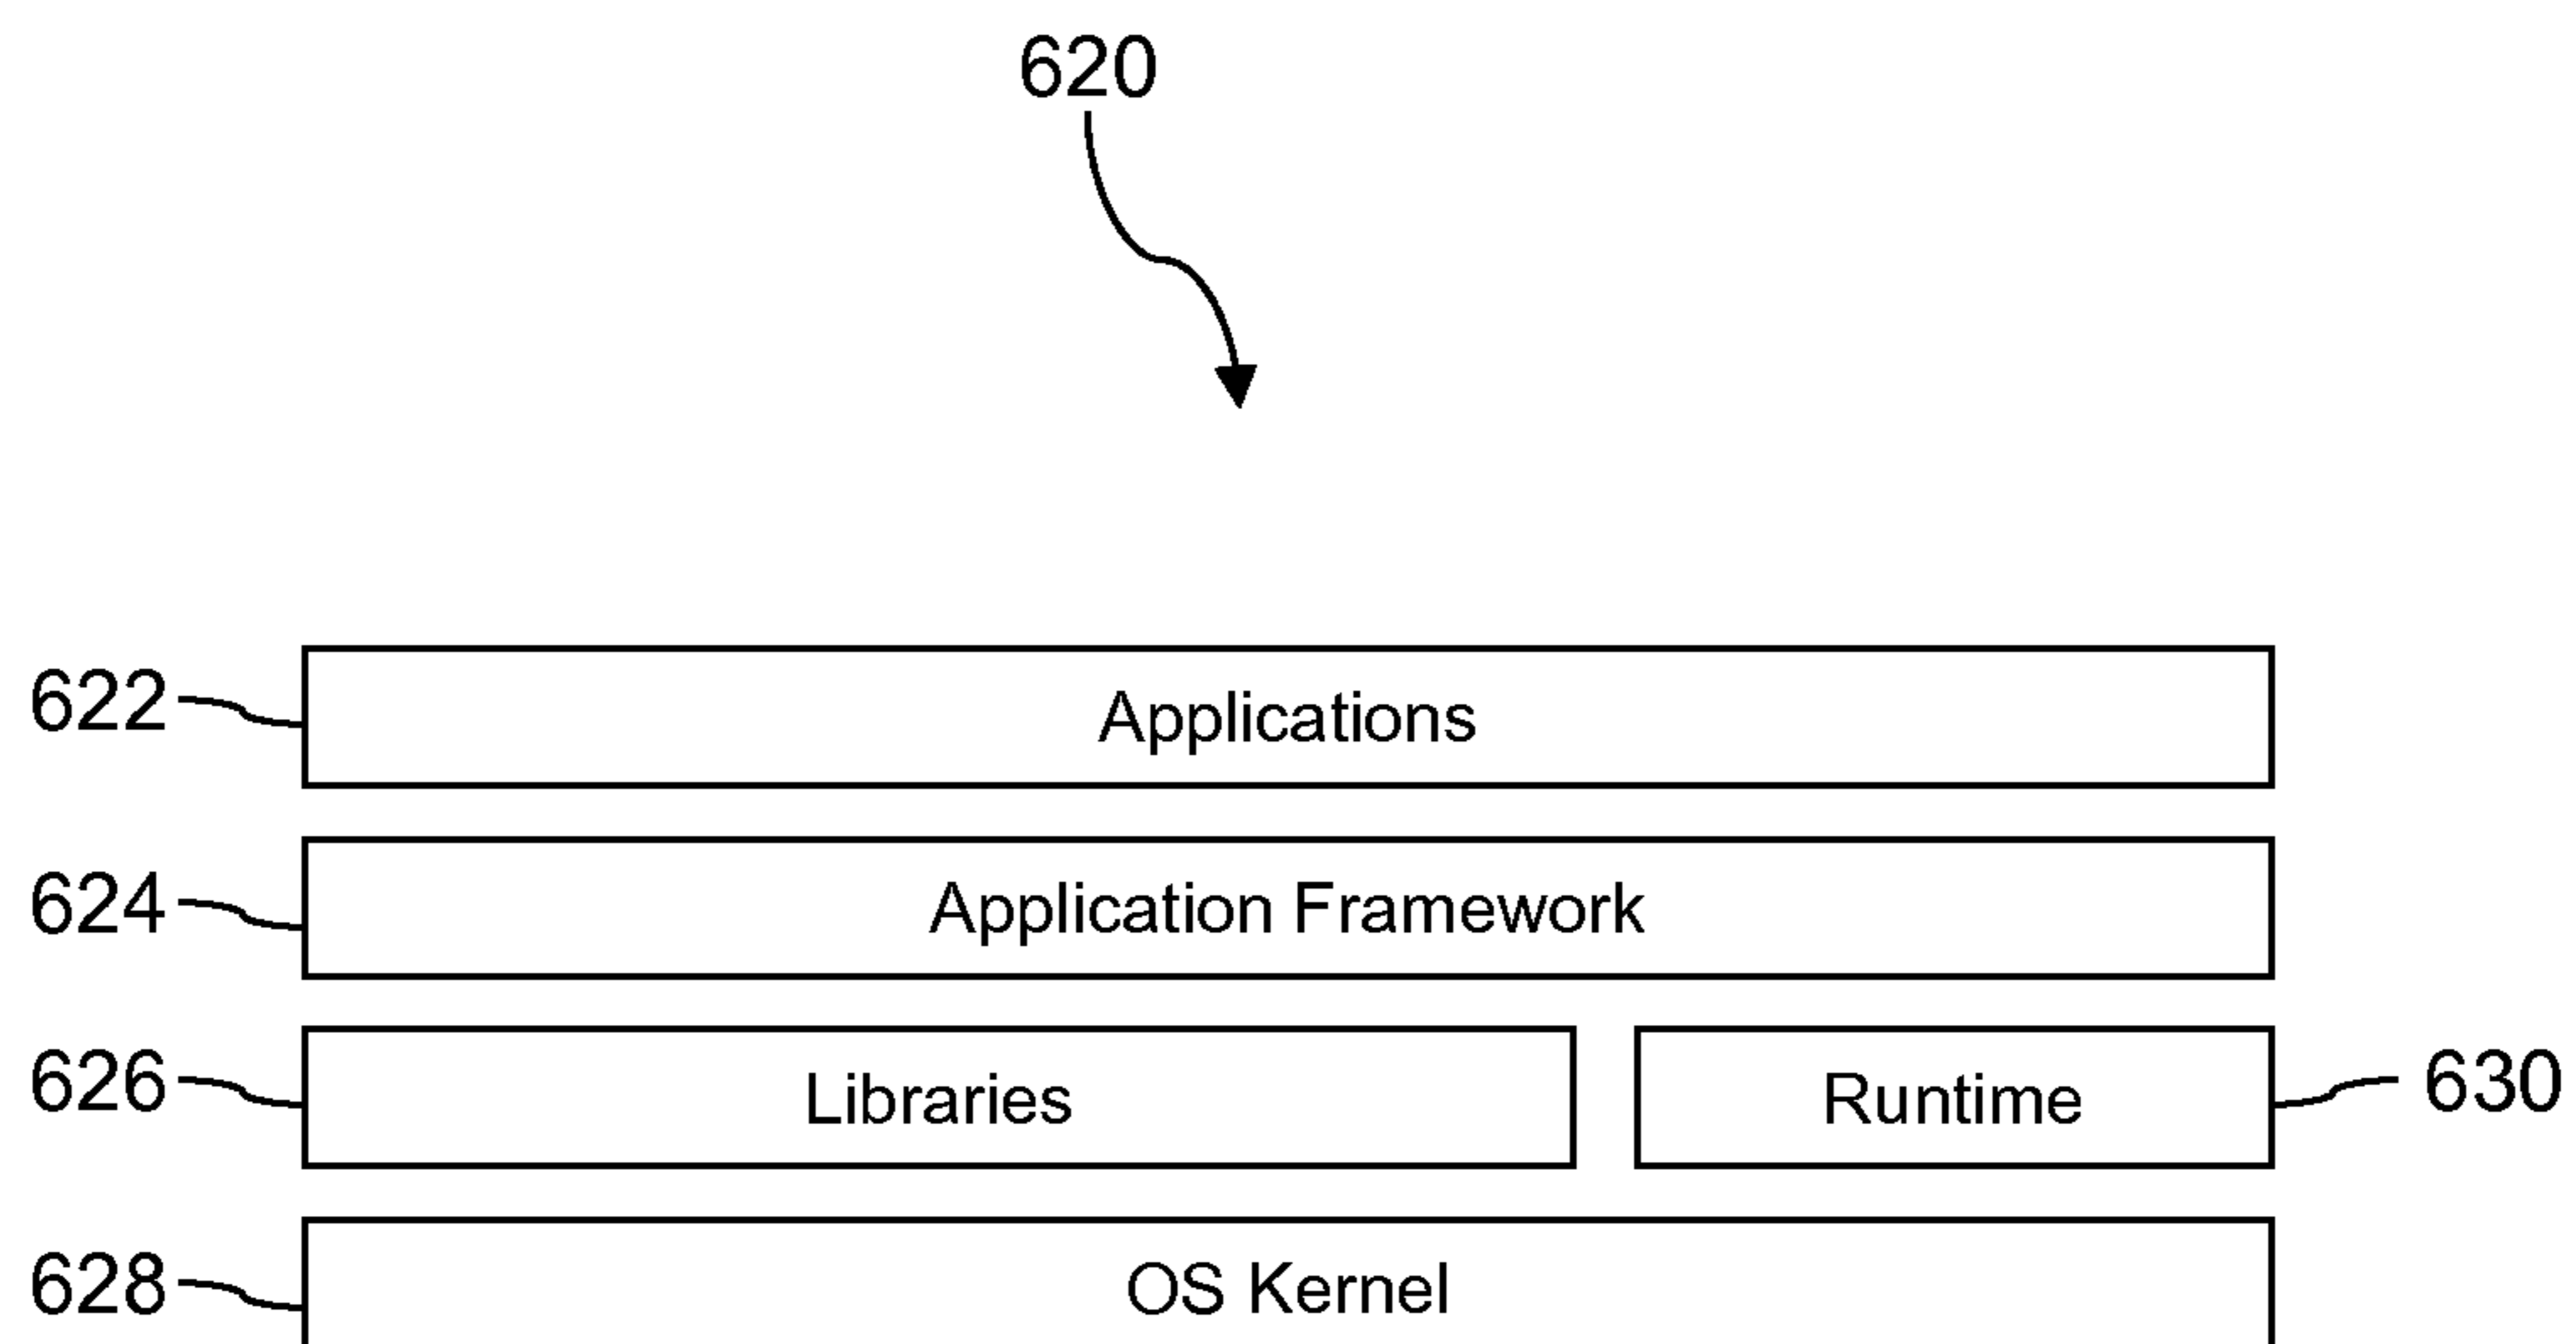 620
622 Applications
624 Application Framework
626 Libraries Runtime 630
628 OS Kernel